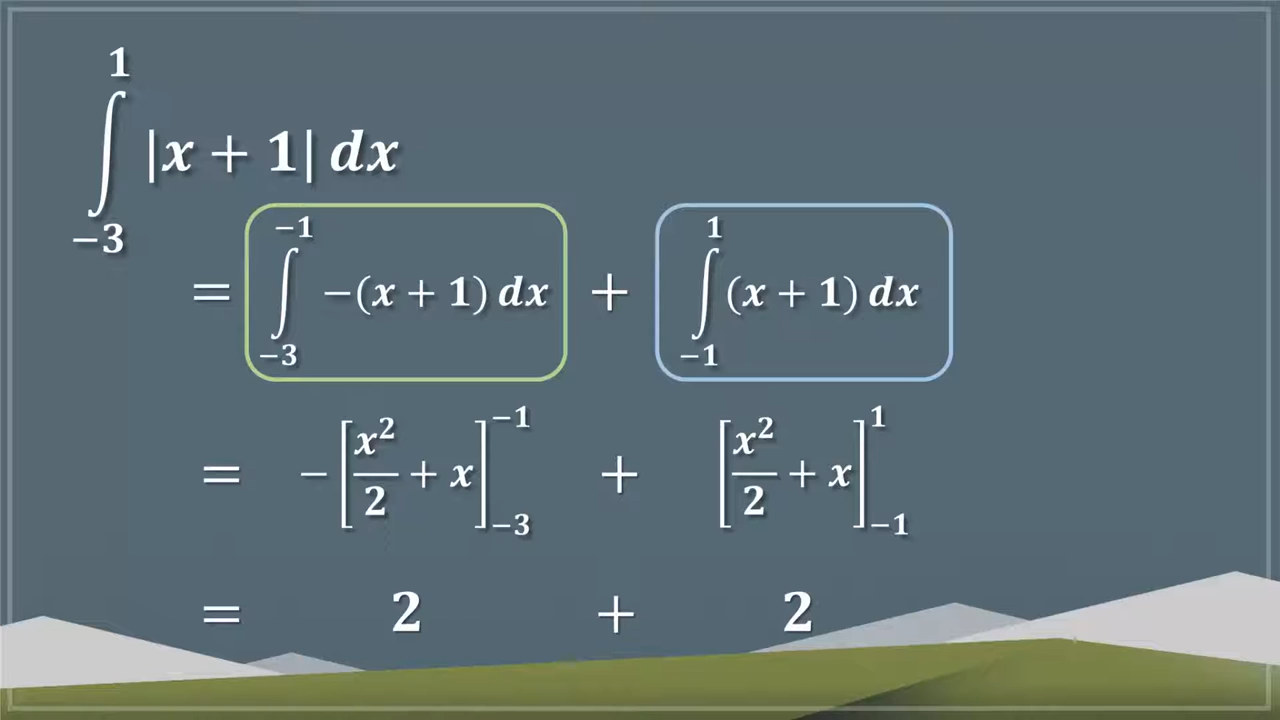 ∫_{-3}^{1} |x + 1| dx
= ∫_{-3}^{-1} -(x + 1) dx + ∫_{-1}^{1} (x + 1) dx
= -[x²/2 + x]_{-3}^{-1} + [x²/2 + x]_{-1}^{1}
= 2 + 2